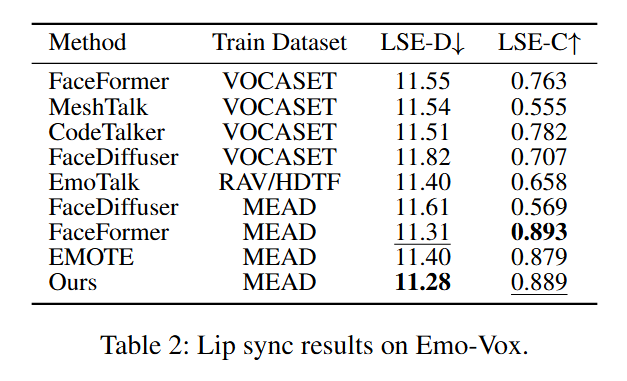 Method Train Dataset LSE-D↓ LSE-C↑
FaceFormer VOCASET 11.55 0.763
MeshTalk VOCASET 11.54 0.555
CodeTalker VOCASET 11.51 0.782
FaceDiffuser VOCASET 11.82 0.707
EmoTalk RAV/HDTF 11.40 0.658
FaceDiffuser MEAD 11.61 0.569
FaceFormer MEAD 11.31 0.893
EMOTE MEAD 11.40 0.879
Ours MEAD 11.28 0.889
Table 2: Lip sync results on Emo-Vox.